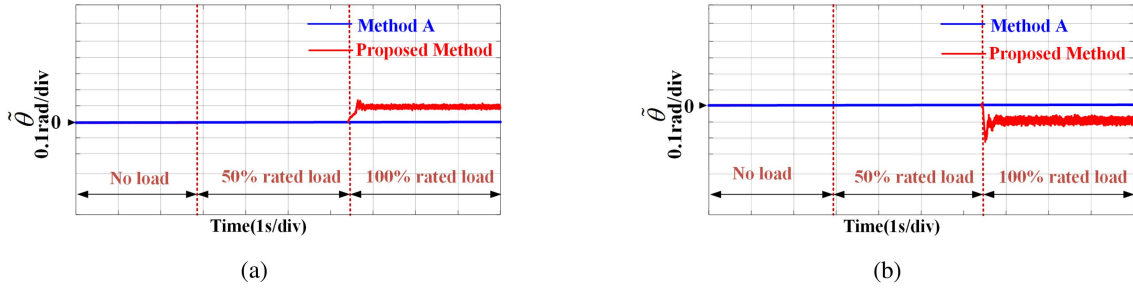 Method A
Proposed Method
θ̃
0.1rad/div
0
No load
50% rated load
100% rated load
Time(1s/div)
(a)
Method A
Proposed Method
θ̃
0.1rad/div
0
No load
50% rated load
100% rated load
Time(1s/div)
(b)